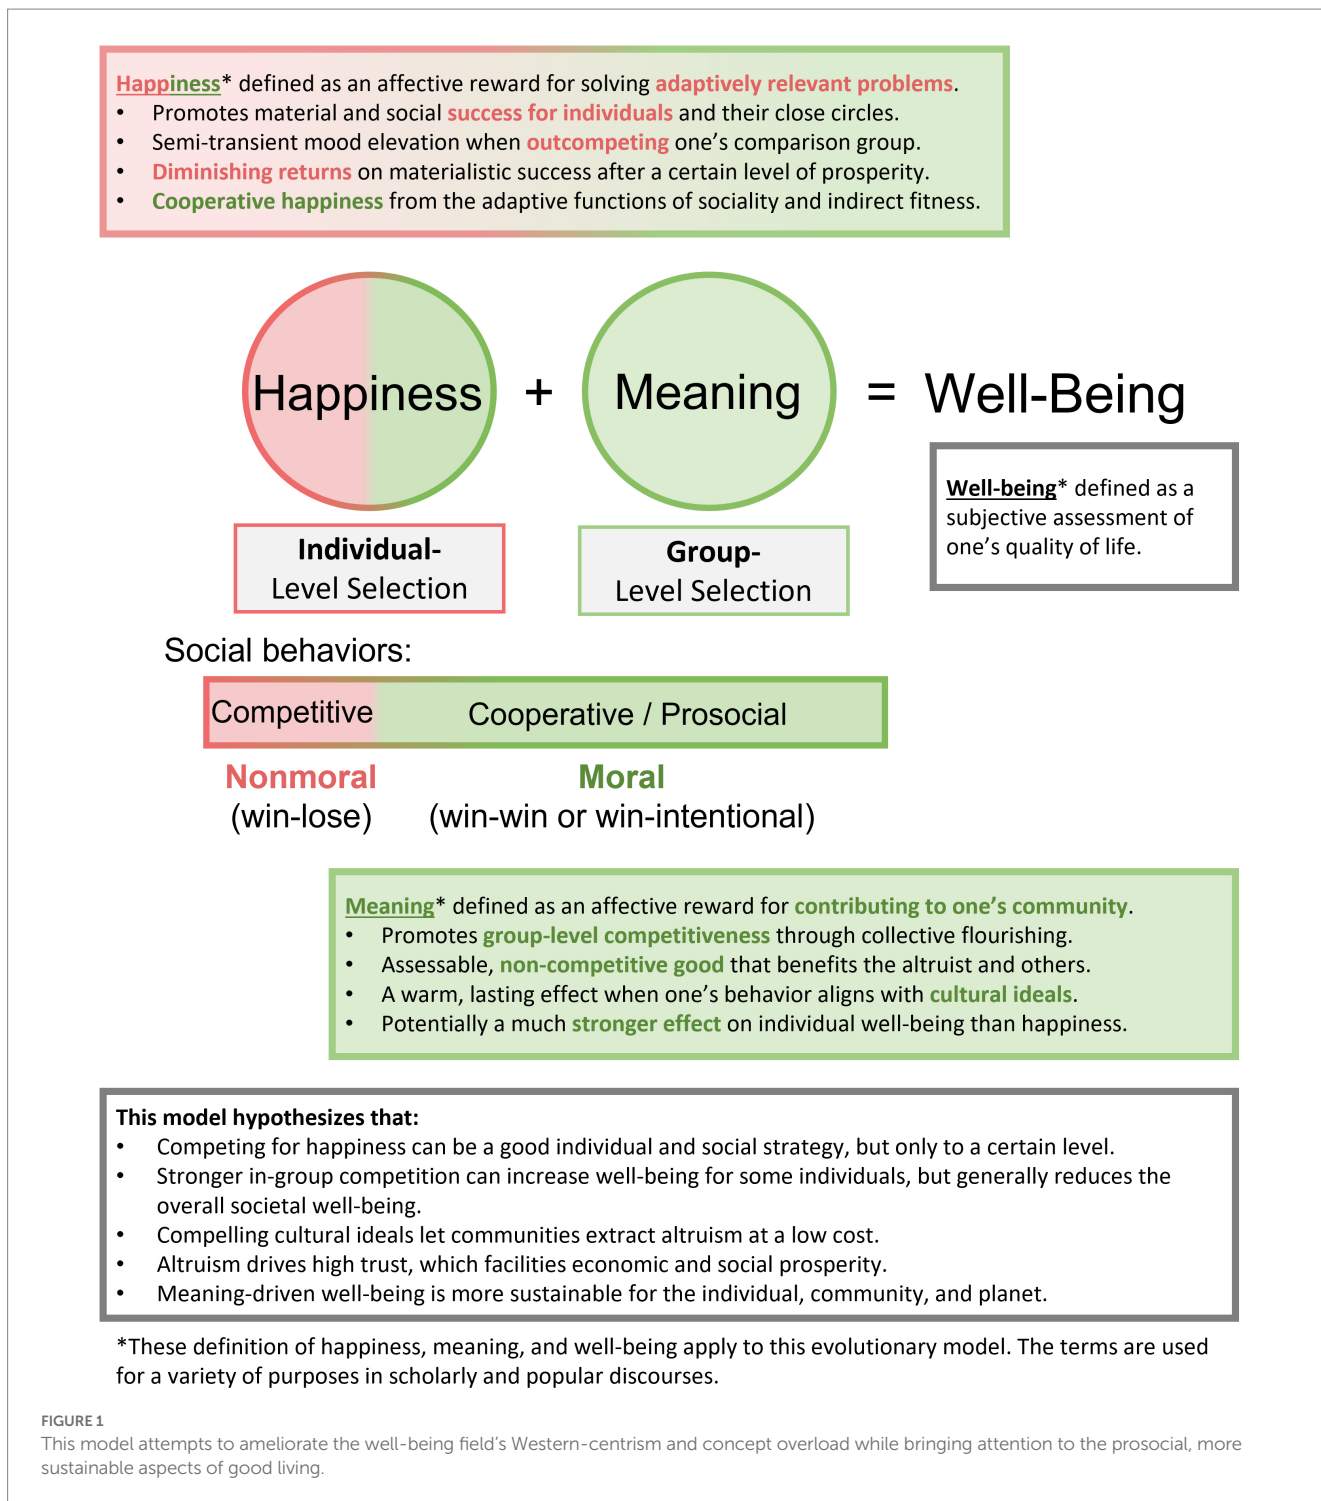 Happiness* defined as an affective reward for solving adaptively relevant problems.
• Promotes material and social success for individuals and their close circles.
• Semi-transient mood elevation when outcompeting one’s comparison group.
• Diminishing returns on materialistic success after a certain level of prosperity.
• Cooperative happiness from the adaptive functions of sociality and indirect fitness.
Happiness + Meaning = Well-Being
Well-being* defined as a
subjective assessment of
one’s quality of life.
Individual-
Level Selection
Group-
Level Selection
Social behaviors:
Competitive
Cooperative / Prosocial
Nonmoral
(win-lose)
Moral
(win-win or win-intentional)
Meaning* defined as an affective reward for contributing to one’s community.
• Promotes group-level competitiveness through collective flourishing.
• Assessable, non-competitive good that benefits the altruist and others.
• A warm, lasting effect when one’s behavior aligns with cultural ideals.
• Potentially a much stronger effect on individual well-being than happiness.
This model hypothesizes that:
• Competing for happiness can be a good individual and social strategy, but only to a certain level.
• Stronger in-group competition can increase well-being for some individuals, but generally reduces the
overall societal well-being.
• Compelling cultural ideals let communities extract altruism at a low cost.
• Altruism drives high trust, which facilities economic and social prosperity.
• Meaning-driven well-being is more sustainable for the individual, community, and planet.
*These definition of happiness, meaning, and well-being apply to this evolutionary model. The terms are used
for a variety of purposes in scholarly and popular discourses.
FIGURE 1
This model attempts to ameliorate the well-being field’s Western-centrism and concept overload while bringing attention to the prosocial, more
sustainable aspects of good living.